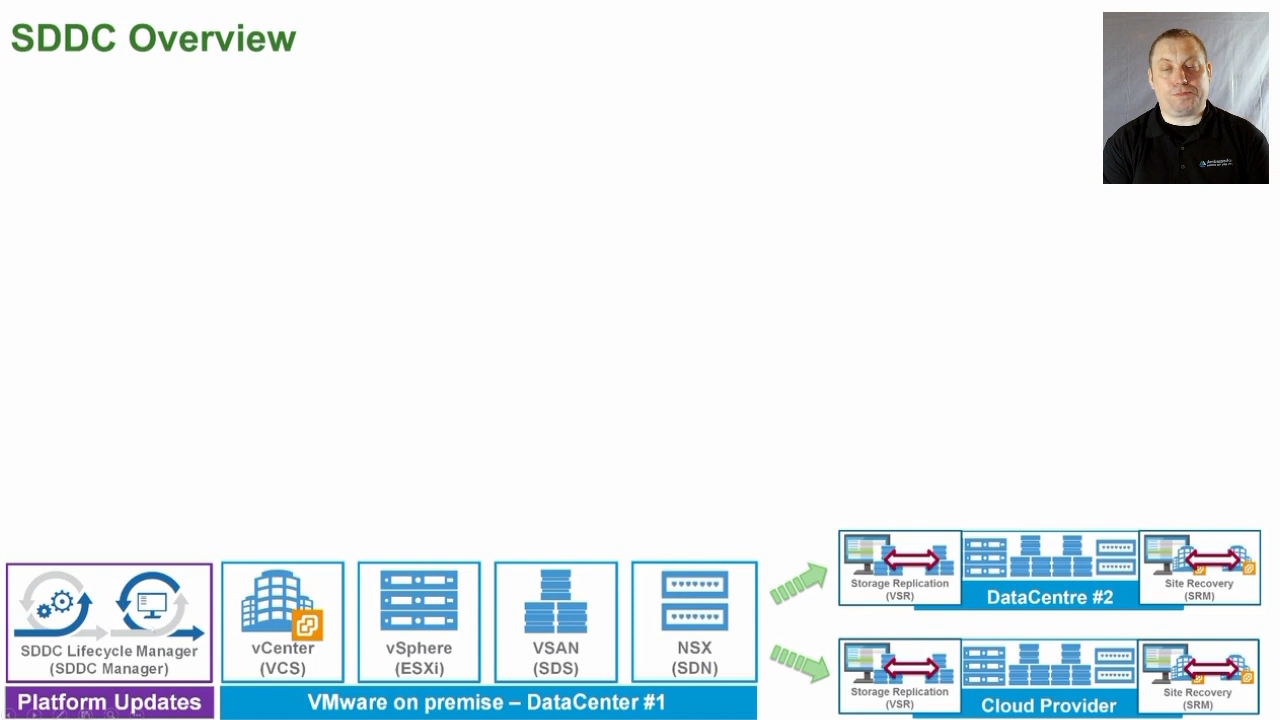 SDDC Overview
SDDC Lifecycle Manager
(SDDC Manager)
Platform Updates
vCenter
(VCS)
vSphere
(ESXi)
VSAN
(SDS)
NSX
(SDN)
VMware on premise – DataCenter #1
Storage Replication
(VSR)
DataCentre #2
Site Recovery
(SRM)
Storage Replication
(VSR)
Cloud Provider
Site Recovery
(SRM)